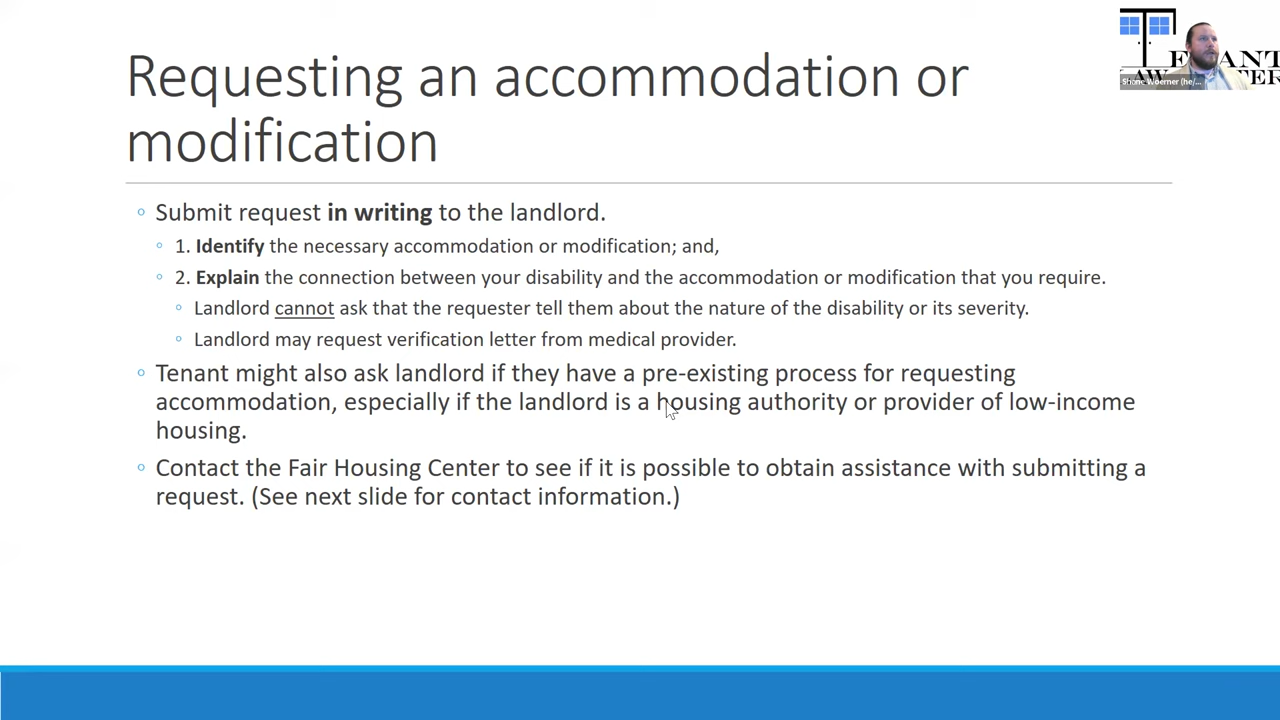 Requesting an accommodation or
modification
Submit request in writing to the landlord.
1. Identify the necessary accommodation or modification; and,
2. Explain the connection between your disability and the accommodation or modification that you require.
Landlord cannot ask that the requester tell them about the nature of the disability or its severity.
Landlord may request verification letter from medical provider.
Tenant might also ask landlord if they have a pre-existing process for requesting
accommodation, especially if the landlord is a housing authority or provider of low-income
housing.
Contact the Fair Housing Center to see if it is possible to obtain assistance with submitting a
request. (See next slide for contact information.)
Shane Woerner (he/...